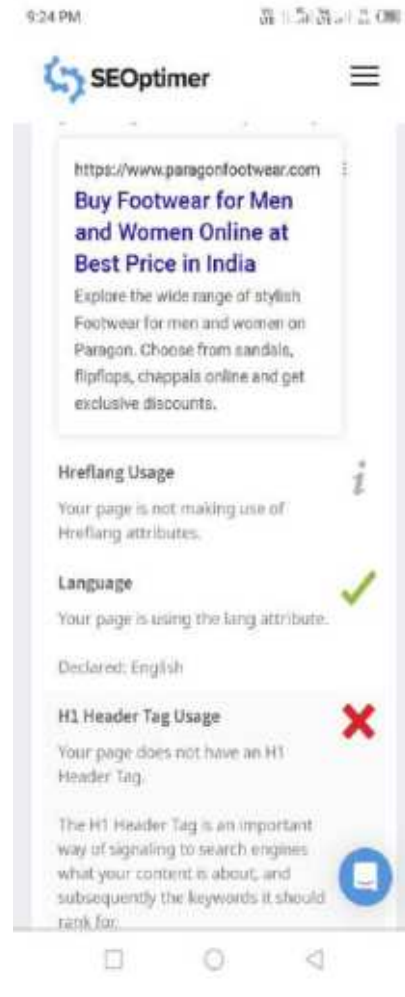 9:24 PM
SEOptimer
https://www.paragonfootwear.com
Buy Footwear for Men
and Women Online at
Best Price in India
Explore the wide range of stylish
Footwear for men and women on
Paragon. Choose from sandals,
flipflops, chappals online and get
exclusive discounts.
Hreflang Usage
Your page is not making use of
Hreflang attributes.
Language
Your page is using the lang attribute.
Declared: English
H1 Header Tag Usage
Your page does not have an H1
Header Tag.
The H1 Header Tag is an important
way of signaling to search engines
what your content is about, and
subsequently the keywords it should
rank for.